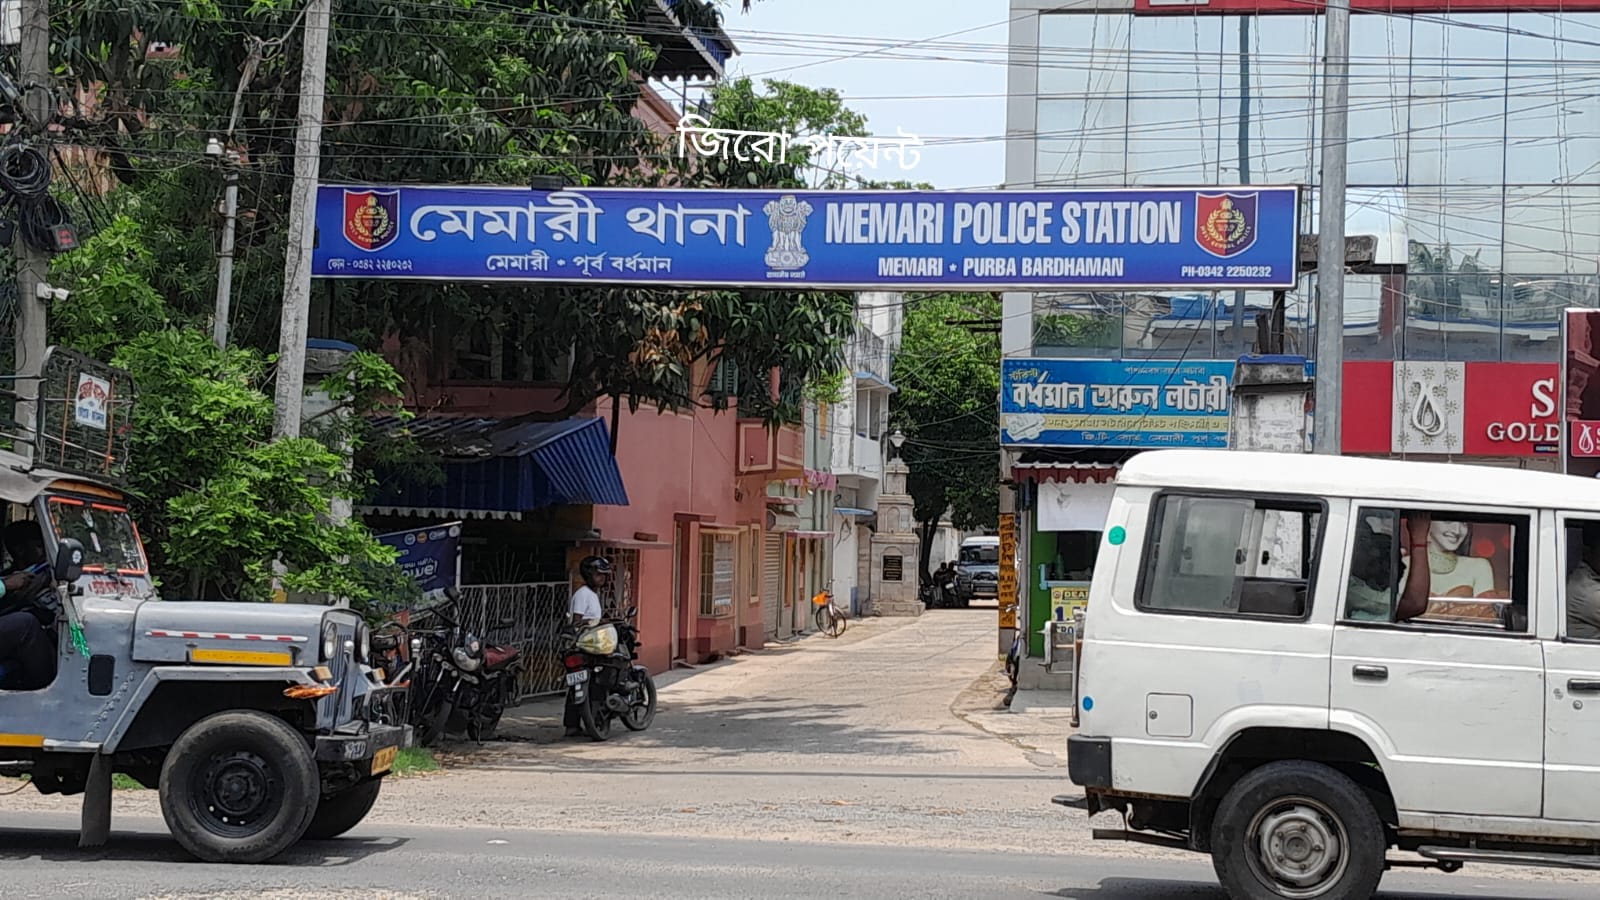 জিরো পয়েন্ট
মেমারী থানা
MEMARI POLICE STATION
ফোন - ০৩৪২ ২২৫০২৩২
মেমারী * পূর্ব বর্ধমান
MEMARI * PURBA BARDHAMAN
PH-0342 2250232
বর্ধমান অরুন লটারী
জি.টি. রোড, মেমারী, পূর্ব
S
GOLD